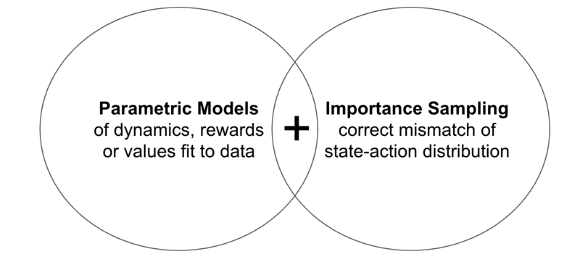 Parametric Models
of dynamics, rewards
or values fit to data
+
Importance Sampling
correct mismatch of
state-action distribution